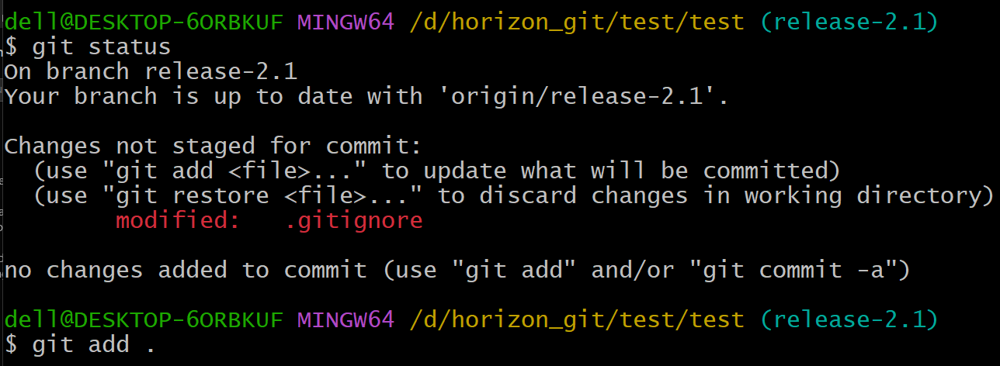 dell@DESKTOP-6ORBKUF MINGW64 /d/horizon_git/test/test (release-2.1)
$ git status
On branch release-2.1
Your branch is up to date with 'origin/release-2.1'.
Changes not staged for commit:
(use "git add <file>..." to update what will be committed)
(use "git restore <file>..." to discard changes in working directory)
modified:   .gitignore
no changes added to commit (use "git add" and/or "git commit -a")
dell@DESKTOP-6ORBKUF MINGW64 /d/horizon_git/test/test (release-2.1)
$ git add .